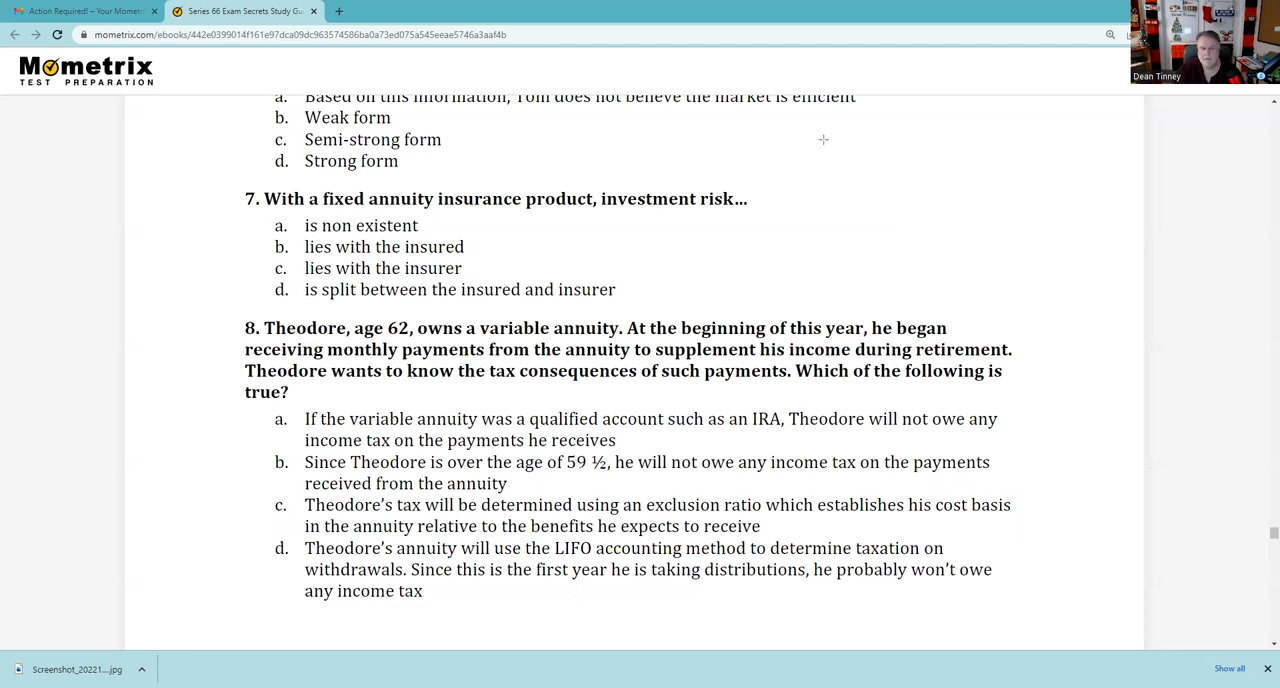 Action Required! – Your Mometri
Series 66 Exam Secrets Study Gu
mometrix.com/ebooks/442e0399014f161e97dca09dc963574586ba0a73ed075a545eeae5746a3aaf4b
Mometrix
TEST PREPARATION
Dean Tinney
a. Based on this information, Tom does not believe the market is efficient
b. Weak form
c. Semi-strong form
d. Strong form
7. With a fixed annuity insurance product, investment risk…
a. is non existent
b. lies with the insured
c. lies with the insurer
d. is split between the insured and insurer
8. Theodore, age 62, owns a variable annuity. At the beginning of this year, he began
receiving monthly payments from the annuity to supplement his income during retirement.
Theodore wants to know the tax consequences of such payments. Which of the following is
true?
a. If the variable annuity was a qualified account such as an IRA, Theodore will not owe any
income tax on the payments he receives
b. Since Theodore is over the age of 59 ½, he will not owe any income tax on the payments
received from the annuity
c. Theodore’s tax will be determined using an exclusion ratio which establishes his cost basis
in the annuity relative to the benefits he expects to receive
d. Theodore’s annuity will use the LIFO accounting method to determine taxation on
withdrawals. Since this is the first year he is taking distributions, he probably won’t owe
any income tax
Screenshot_20221....jpg
Show all